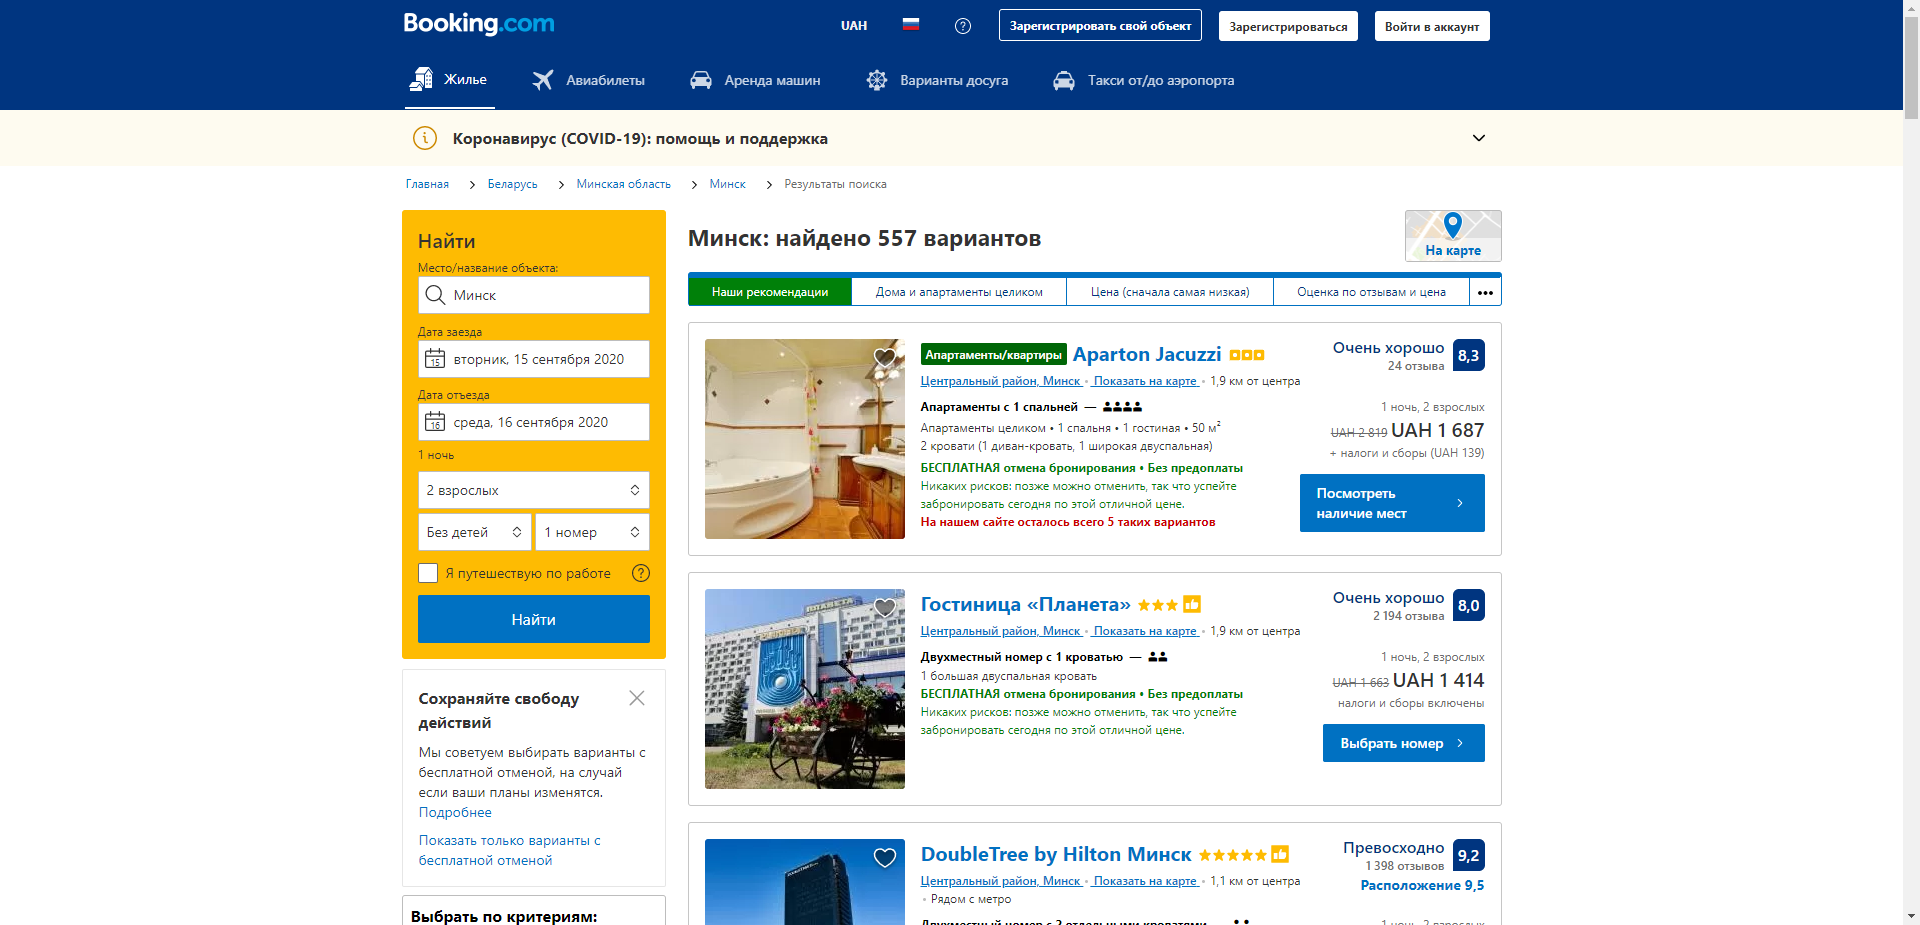 Booking.com
UAH
Зарегистрировать свой объект
Зарегистрироваться
Войти в аккаунт
Жилье
Авиабилеты
Аренда машин
Варианты досуга
Такси от/до аэропорта
Коронавирус (COVID-19): помощь и поддержка
Главная
Беларусь
Минская область
Минск
Результаты поиска
Найти
Место/название объекта:
Минск
Дата заезда
15
вторник, 15 сентября 2020
Дата отъезда
16
среда, 16 сентября 2020
1 ночь
2 взрослых
Без детей
1 номер
Я путешествую по работе
Найти
Сохраняйте свободу
действий
Мы советуем выбирать варианты с
бесплатной отменой, на случай
если ваши планы изменятся.
Подробнее
Показать только варианты с
бесплатной отменой
Выбрать по критериям:
Минск: найдено 557 вариантов
На карте
Наши рекомендации
Дома и апартаменты целиком
Цена (сначала самая низкая)
Оценка по отзывам и цена
Апартаменты/квартиры Aparton Jacuzzi
Центральный район, Минск • Показать на карте • 1,9 км от центра
Апартаменты с 1 спальней —
Апартаменты целиком • 1 спальня • 1 гостиная • 50 м²
2 кровати (1 диван-кровать, 1 широкая двуспальная)
БЕСПЛАТНАЯ отмена бронирования • Без предоплаты
Никаких рисков: позже можно отменить, так что успейте
забронировать сегодня по этой отличной цене.
На нашем сайте осталось всего 5 таких вариантов
Очень хорошо 8,3
24 отзыва
1 ночь, 2 взрослых
UAH 2 819 UAH 1 687
+ налоги и сборы (UAH 139)
Посмотреть
наличие мест
Гостиница «Планета»
Центральный район, Минск • Показать на карте • 1,9 км от центра
Двухместный номер с 1 кроватью —
1 большая двуспальная кровать
БЕСПЛАТНАЯ отмена бронирования • Без предоплаты
Никаких рисков: позже можно отменить, так что успейте
забронировать сегодня по этой отличной цене.
Очень хорошо 8,0
2 194 отзыва
1 ночь, 2 взрослых
UAH 1 663 UAH 1 414
налоги и сборы включены
Выбрать номер
DoubleTree by Hilton Минск
Центральный район, Минск • Показать на карте • 1,1 км от центра
• Рядом с метро
Двухместный номер с 2 отдельными кроватями
Превосходно 9,2
1 398 отзывов
Расположение 9,5
1 ночь, 2 взрослых